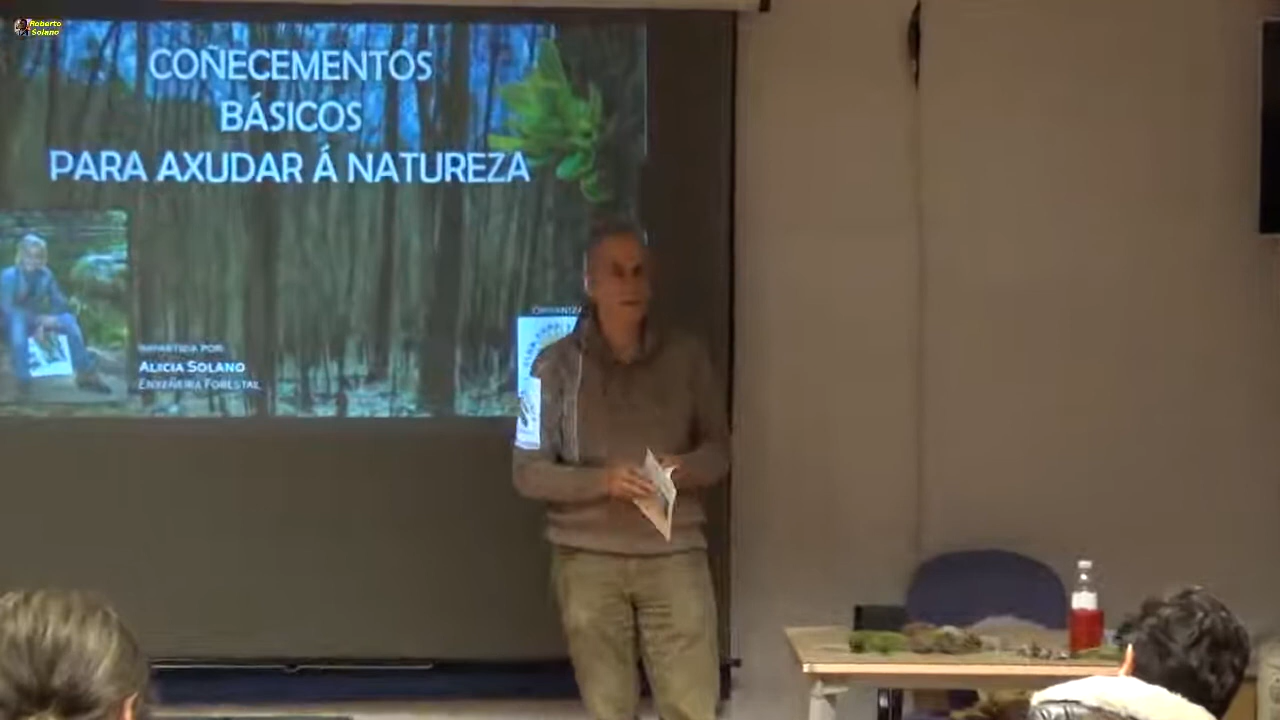 Roberto
Solano
COÑECEMENTOS
BÁSICOS
PARA AXUDAR Á NATUREZA
IMPARTIDA POR:
ALICIA SOLANO
ENXEÑEIRA FORESTAL